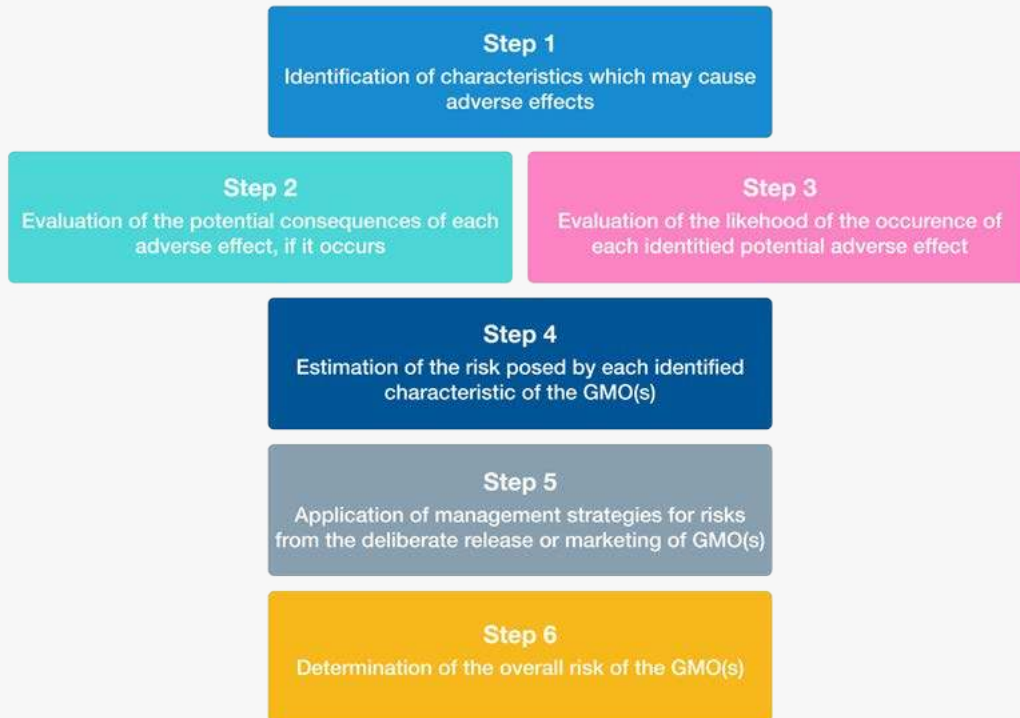 Step 1
Identification of characteristics which may cause
adverse effects
Step 2
Evaluation of the potential consequences of each
adverse effect, if it occurs
Step 3
Evaluation of the likehood of the occurence of
each identitied potential adverse effect
Step 4
Estimation of the risk posed by each identified
characteristic of the GMO(s)
Step 5
Application of management strategies for risks
from the deliberate release or marketing of GMO(s)
Step 6
Determination of the overall risk of the GMO(s)